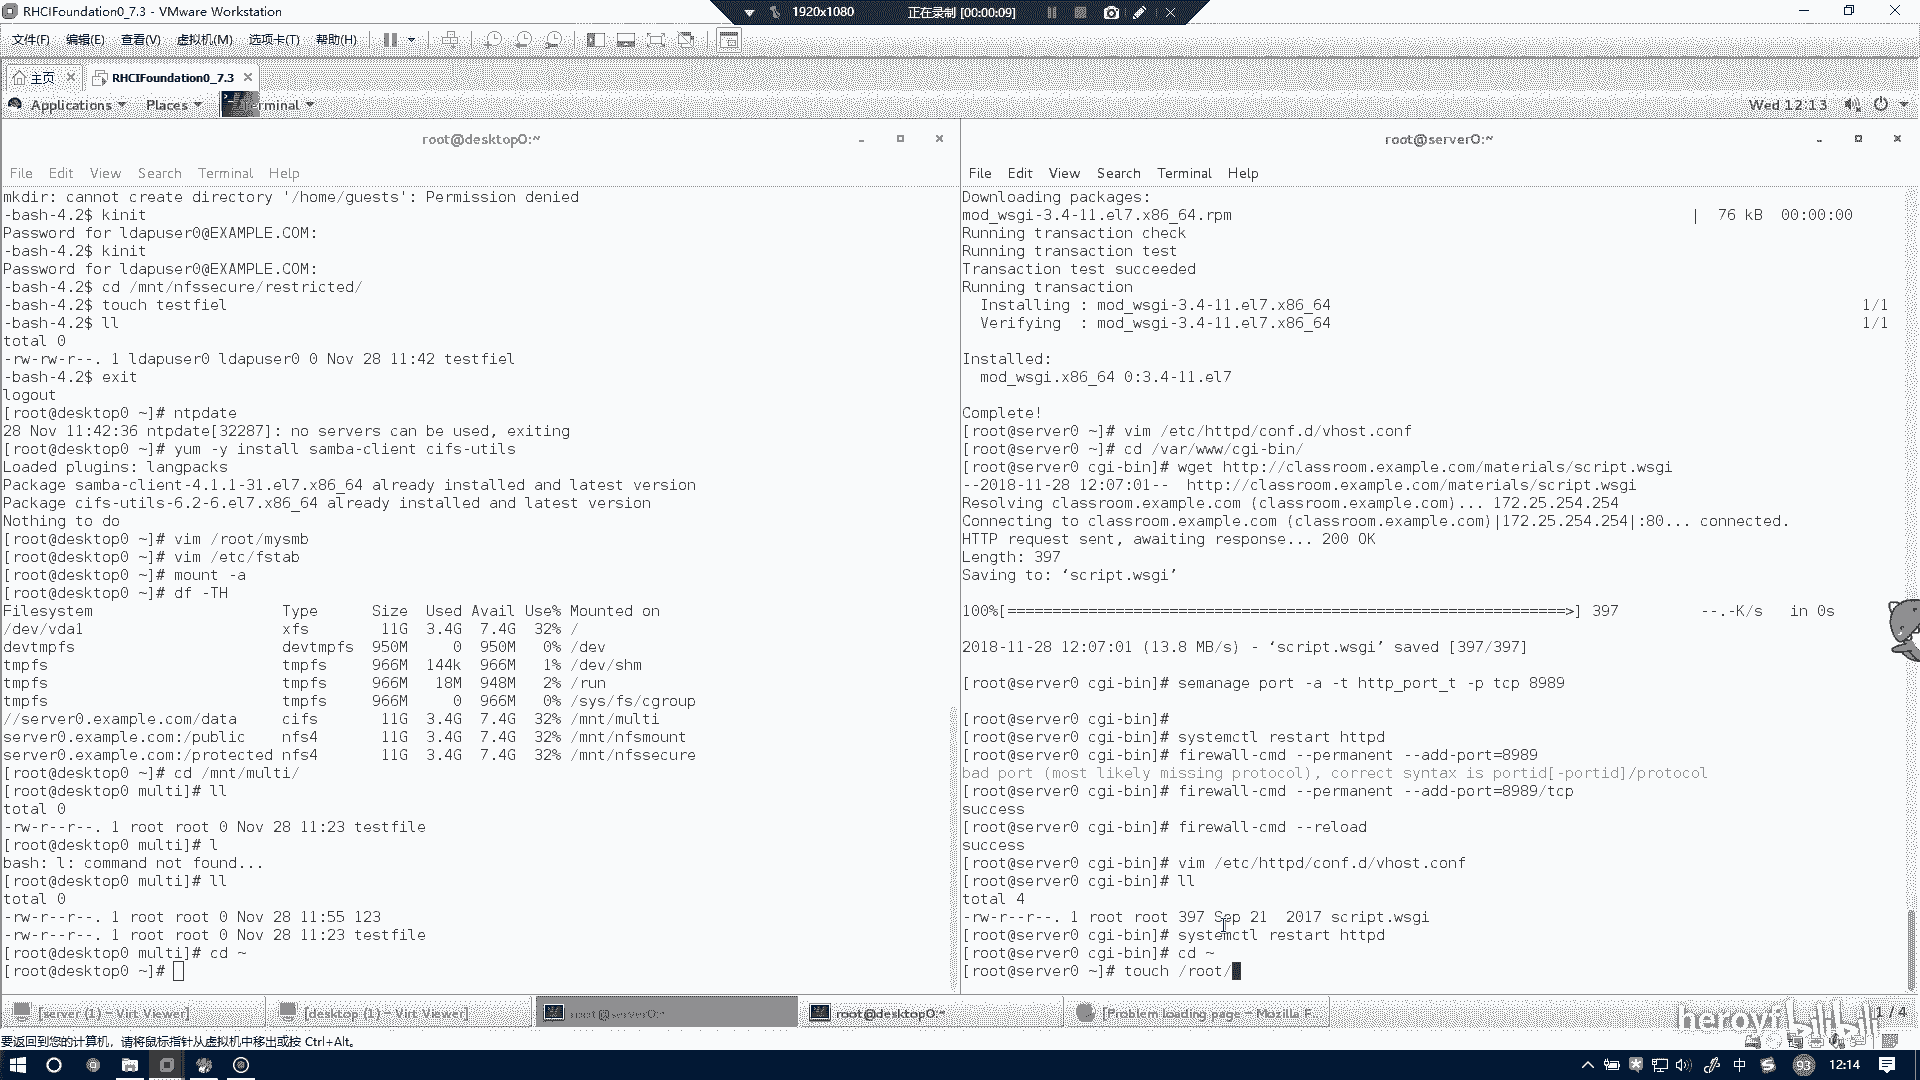 RHCIFoundation0_7.3 - VMware Workstation
1920x1080 正在录制 [00:00:09]
文件(F) 编辑(E) 查看(V) 虚拟机(M) 选项卡(T) 帮助(H)
主页 RHCIFoundation0_7.3
Applications Places Terminal Wed 12:13
root@desktop0:~
File Edit View Search Terminal Help
mkdir: cannot create directory '/home/guests': Permission denied
-bash-4.2$ kinit
Password for ldapuser0@EXAMPLE.COM:
-bash-4.2$ kinit
Password for ldapuser0@EXAMPLE.COM:
-bash-4.2$ cd /mnt/nfssecure/restricted/
-bash-4.2$ touch testfiel
-bash-4.2$ ll
total 0
-rw-rw-r--. 1 ldapuser0 ldapuser0 0 Nov 28 11:42 testfiel
-bash-4.2$ exit
logout
[root@desktop0 ~]# ntpdate
28 Nov 11:42:36 ntpdate[32287]: no servers can be used, exiting
[root@desktop0 ~]# yum -y install samba-client cifs-utils
Loaded plugins: langpacks
Package samba-client-4.1.1-31.el7.x86_64 already installed and latest version
Package cifs-utils-6.2-6.el7.x86_64 already installed and latest version
Nothing to do
[root@desktop0 ~]# vim /root/mysmb
[root@desktop0 ~]# vim /etc/fstab
[root@desktop0 ~]# mount -a
[root@desktop0 ~]# df -TH
Filesystem Type Size Used Avail Use% Mounted on
/dev/vda1 xfs 11G 3.4G 7.4G 32% /
devtmpfs devtmpfs 950M 0 950M 0% /dev
tmpfs tmpfs 966M 144k 966M 1% /dev/shm
tmpfs tmpfs 966M 18M 948M 2% /run
tmpfs tmpfs 966M 0 966M 0% /sys/fs/cgroup
//server0.example.com/data cifs 11G 3.4G 7.4G 32% /mnt/multi
server0.example.com:/public nfs4 11G 3.4G 7.4G 32% /mnt/nfsmount
server0.example.com:/protected nfs4 11G 3.4G 7.4G 32% /mnt/nfssecure
[root@desktop0 ~]# cd /mnt/multi/
[root@desktop0 multi]# ll
total 0
-rw-r--r--. 1 root root 0 Nov 28 11:23 testfile
[root@desktop0 multi]# l
bash: l: command not found...
[root@desktop0 multi]# ll
total 0
-rw-r--r--. 1 root root 0 Nov 28 11:55 123
-rw-r--r--. 1 root root 0 Nov 28 11:23 testfile
[root@desktop0 multi]# cd ~
[root@desktop0 ~]#
root@server0:~
File Edit View Search Terminal Help
Downloading packages:
mod_wsgi-3.4-11.el7.x86_64.rpm | 76 kB 00:00:00
Running transaction check
Running transaction test
Transaction test succeeded
Running transaction
Installing : mod_wsgi-3.4-11.el7.x86_64 1/1
Verifying : mod_wsgi-3.4-11.el7.x86_64 1/1
Installed:
mod_wsgi.x86_64 0:3.4-11.el7
Complete!
[root@server0 ~]# vim /etc/httpd/conf.d/vhost.conf
[root@server0 ~]# cd /var/www/cgi-bin/
[root@server0 cgi-bin]# wget http://classroom.example.com/materials/script.wsgi
--2018-11-28 12:07:01-- http://classroom.example.com/materials/script.wsgi
Resolving classroom.example.com (classroom.example.com)... 172.25.254.254
Connecting to classroom.example.com (classroom.example.com)|172.25.254.254|:80... connected.
HTTP request sent, awaiting response... 200 OK
Length: 397
Saving to: ‘script.wsgi’
100%[==============================================================>] 397 --.-K/s in 0s
2018-11-28 12:07:01 (13.8 MB/s) - ‘script.wsgi’ saved [397/397]
[root@server0 cgi-bin]# semanage port -a -t http_port_t -p tcp 8989
[root@server0 cgi-bin]#
[root@server0 cgi-bin]# systemctl restart httpd
[root@server0 cgi-bin]# firewall-cmd --permanent --add-port=8989
bad port (most likely missing protocol), correct syntax is portid[-portid]/protocol
[root@server0 cgi-bin]# firewall-cmd --permanent --add-port=8989/tcp
success
[root@server0 cgi-bin]# firewall-cmd --reload
success
[root@server0 cgi-bin]# vim /etc/httpd/conf.d/vhost.conf
[root@server0 cgi-bin]# ll
total 4
-rw-r--r--. 1 root root 397 Sep 21 2017 script.wsgi
[root@server0 cgi-bin]# systemctl restart httpd
[root@server0 cgi-bin]# cd ~
[root@server0 ~]# touch /root/
[server (1) - Virt Viewer] [desktop (1) - Virt Viewer] root@server0:~ root@desktop0:~ [Problem loading page - Mozilla F... 1 / 4
bilibili
要返回到您的计算机，请将鼠标指针从虚拟机中移出或按 Ctrl+Alt。
中 93 12:14